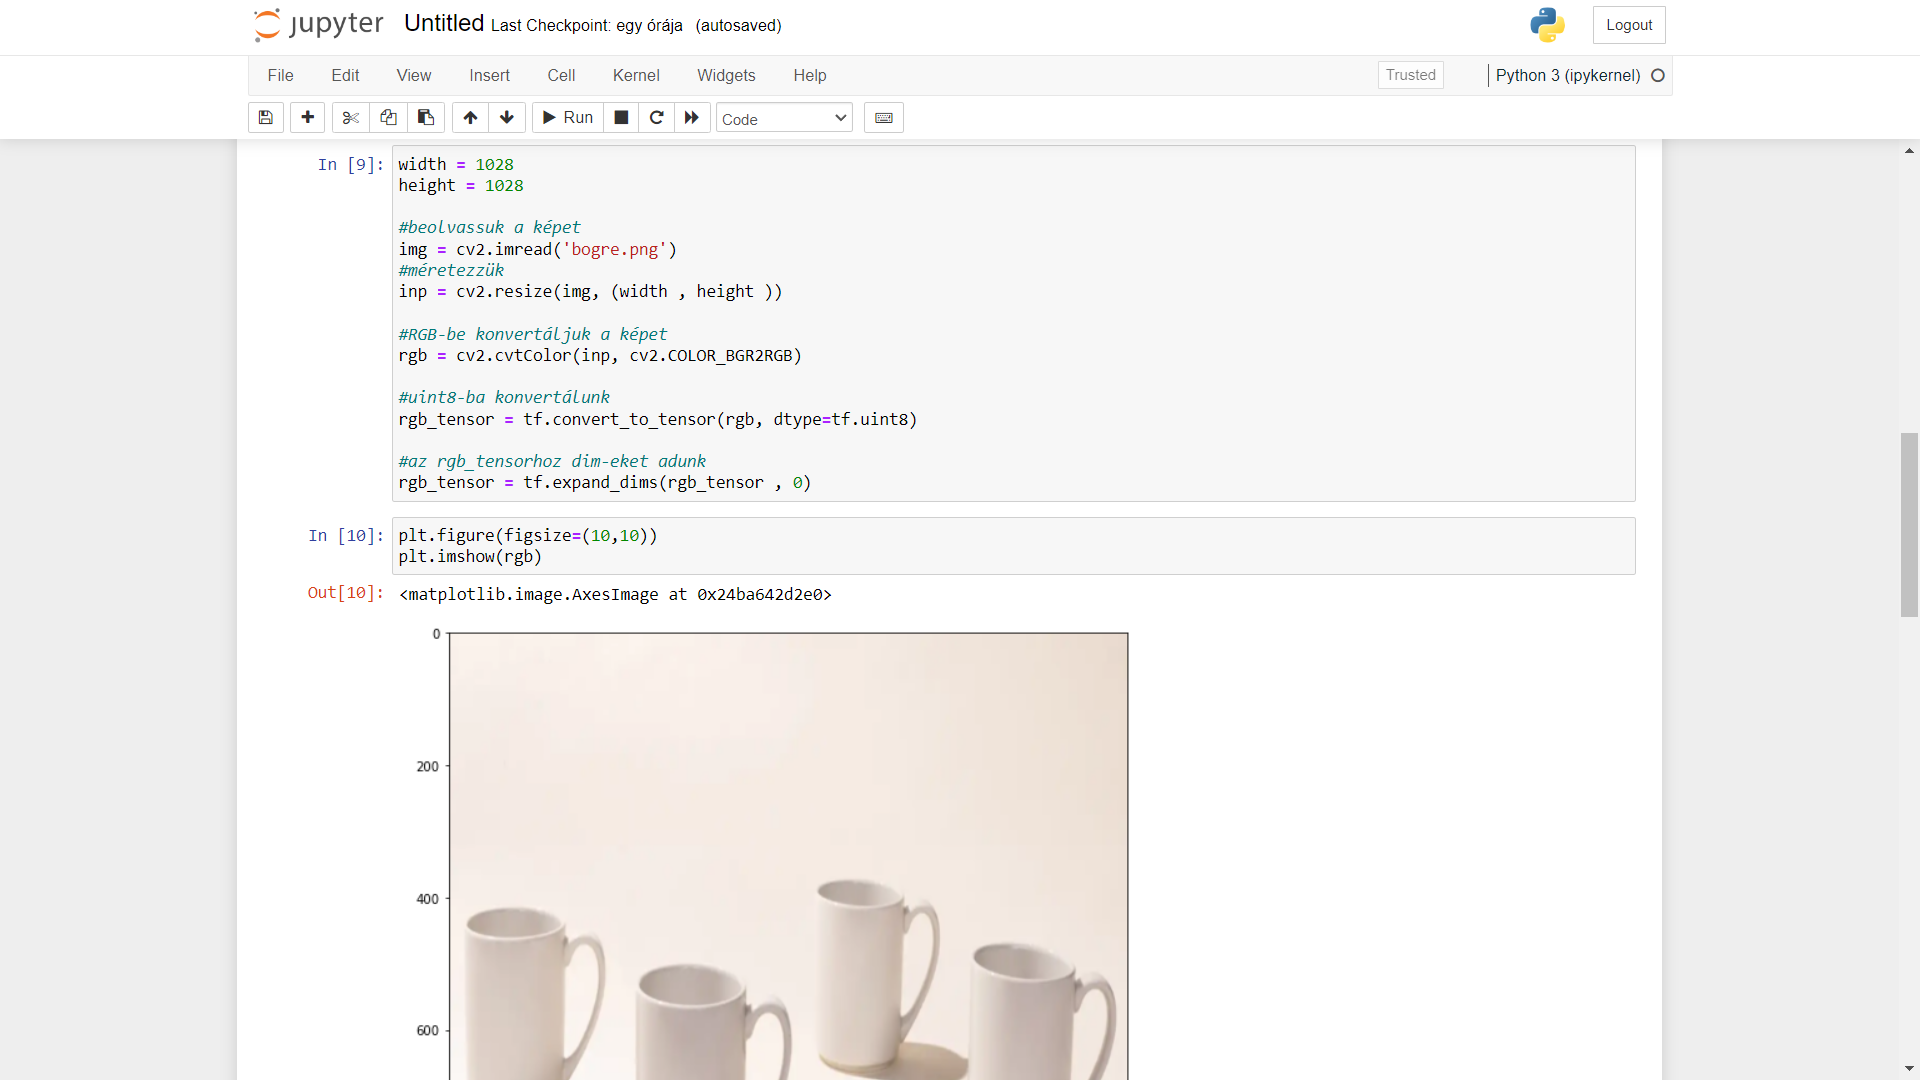 jupyter Untitled Last Checkpoint: egy órája (autosaved)
Logout
File Edit View Insert Cell Kernel Widgets Help
Trusted
Python 3 (ipykernel)
Run
Code
In [9]:
width = 1028
height = 1028
#beolvassuk a képet
img = cv2.imread('bogre.png')
#méretezzük
inp = cv2.resize(img, (width , height ))
#RGB-be konvertáljuk a képet
rgb = cv2.cvtColor(inp, cv2.COLOR_BGR2RGB)
#uint8-ba konvertálunk
rgb_tensor = tf.convert_to_tensor(rgb, dtype=tf.uint8)
#az rgb_tensorhoz dim-eket adunk
rgb_tensor = tf.expand_dims(rgb_tensor , 0)
In [10]:
plt.figure(figsize=(10,10))
plt.imshow(rgb)
Out[10]:
<matplotlib.image.AxesImage at 0x24ba642d2e0>
0
200
400
600